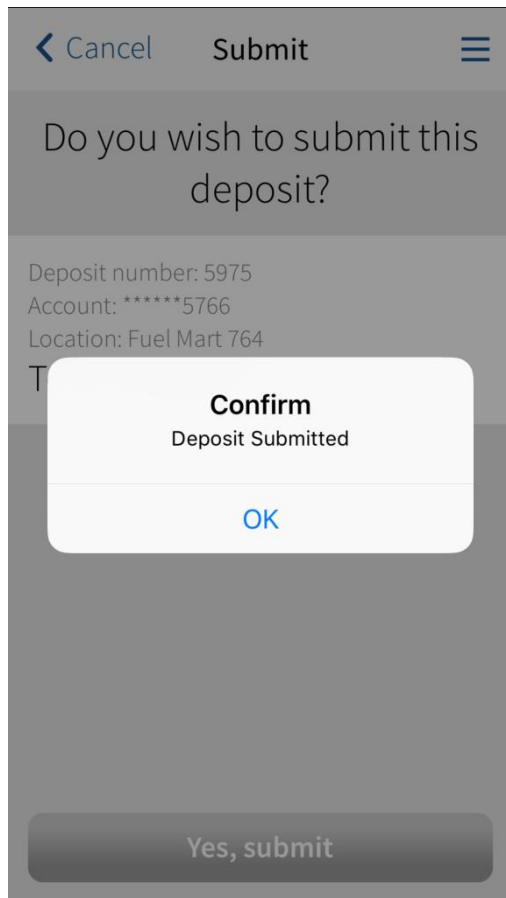 Cancel Submit
Do you wish to submit this
deposit?
Deposit number: 5975
Account: ******5766
Location: Fuel Mart 764
Confirm
Deposit Submitted
OK
Yes, submit